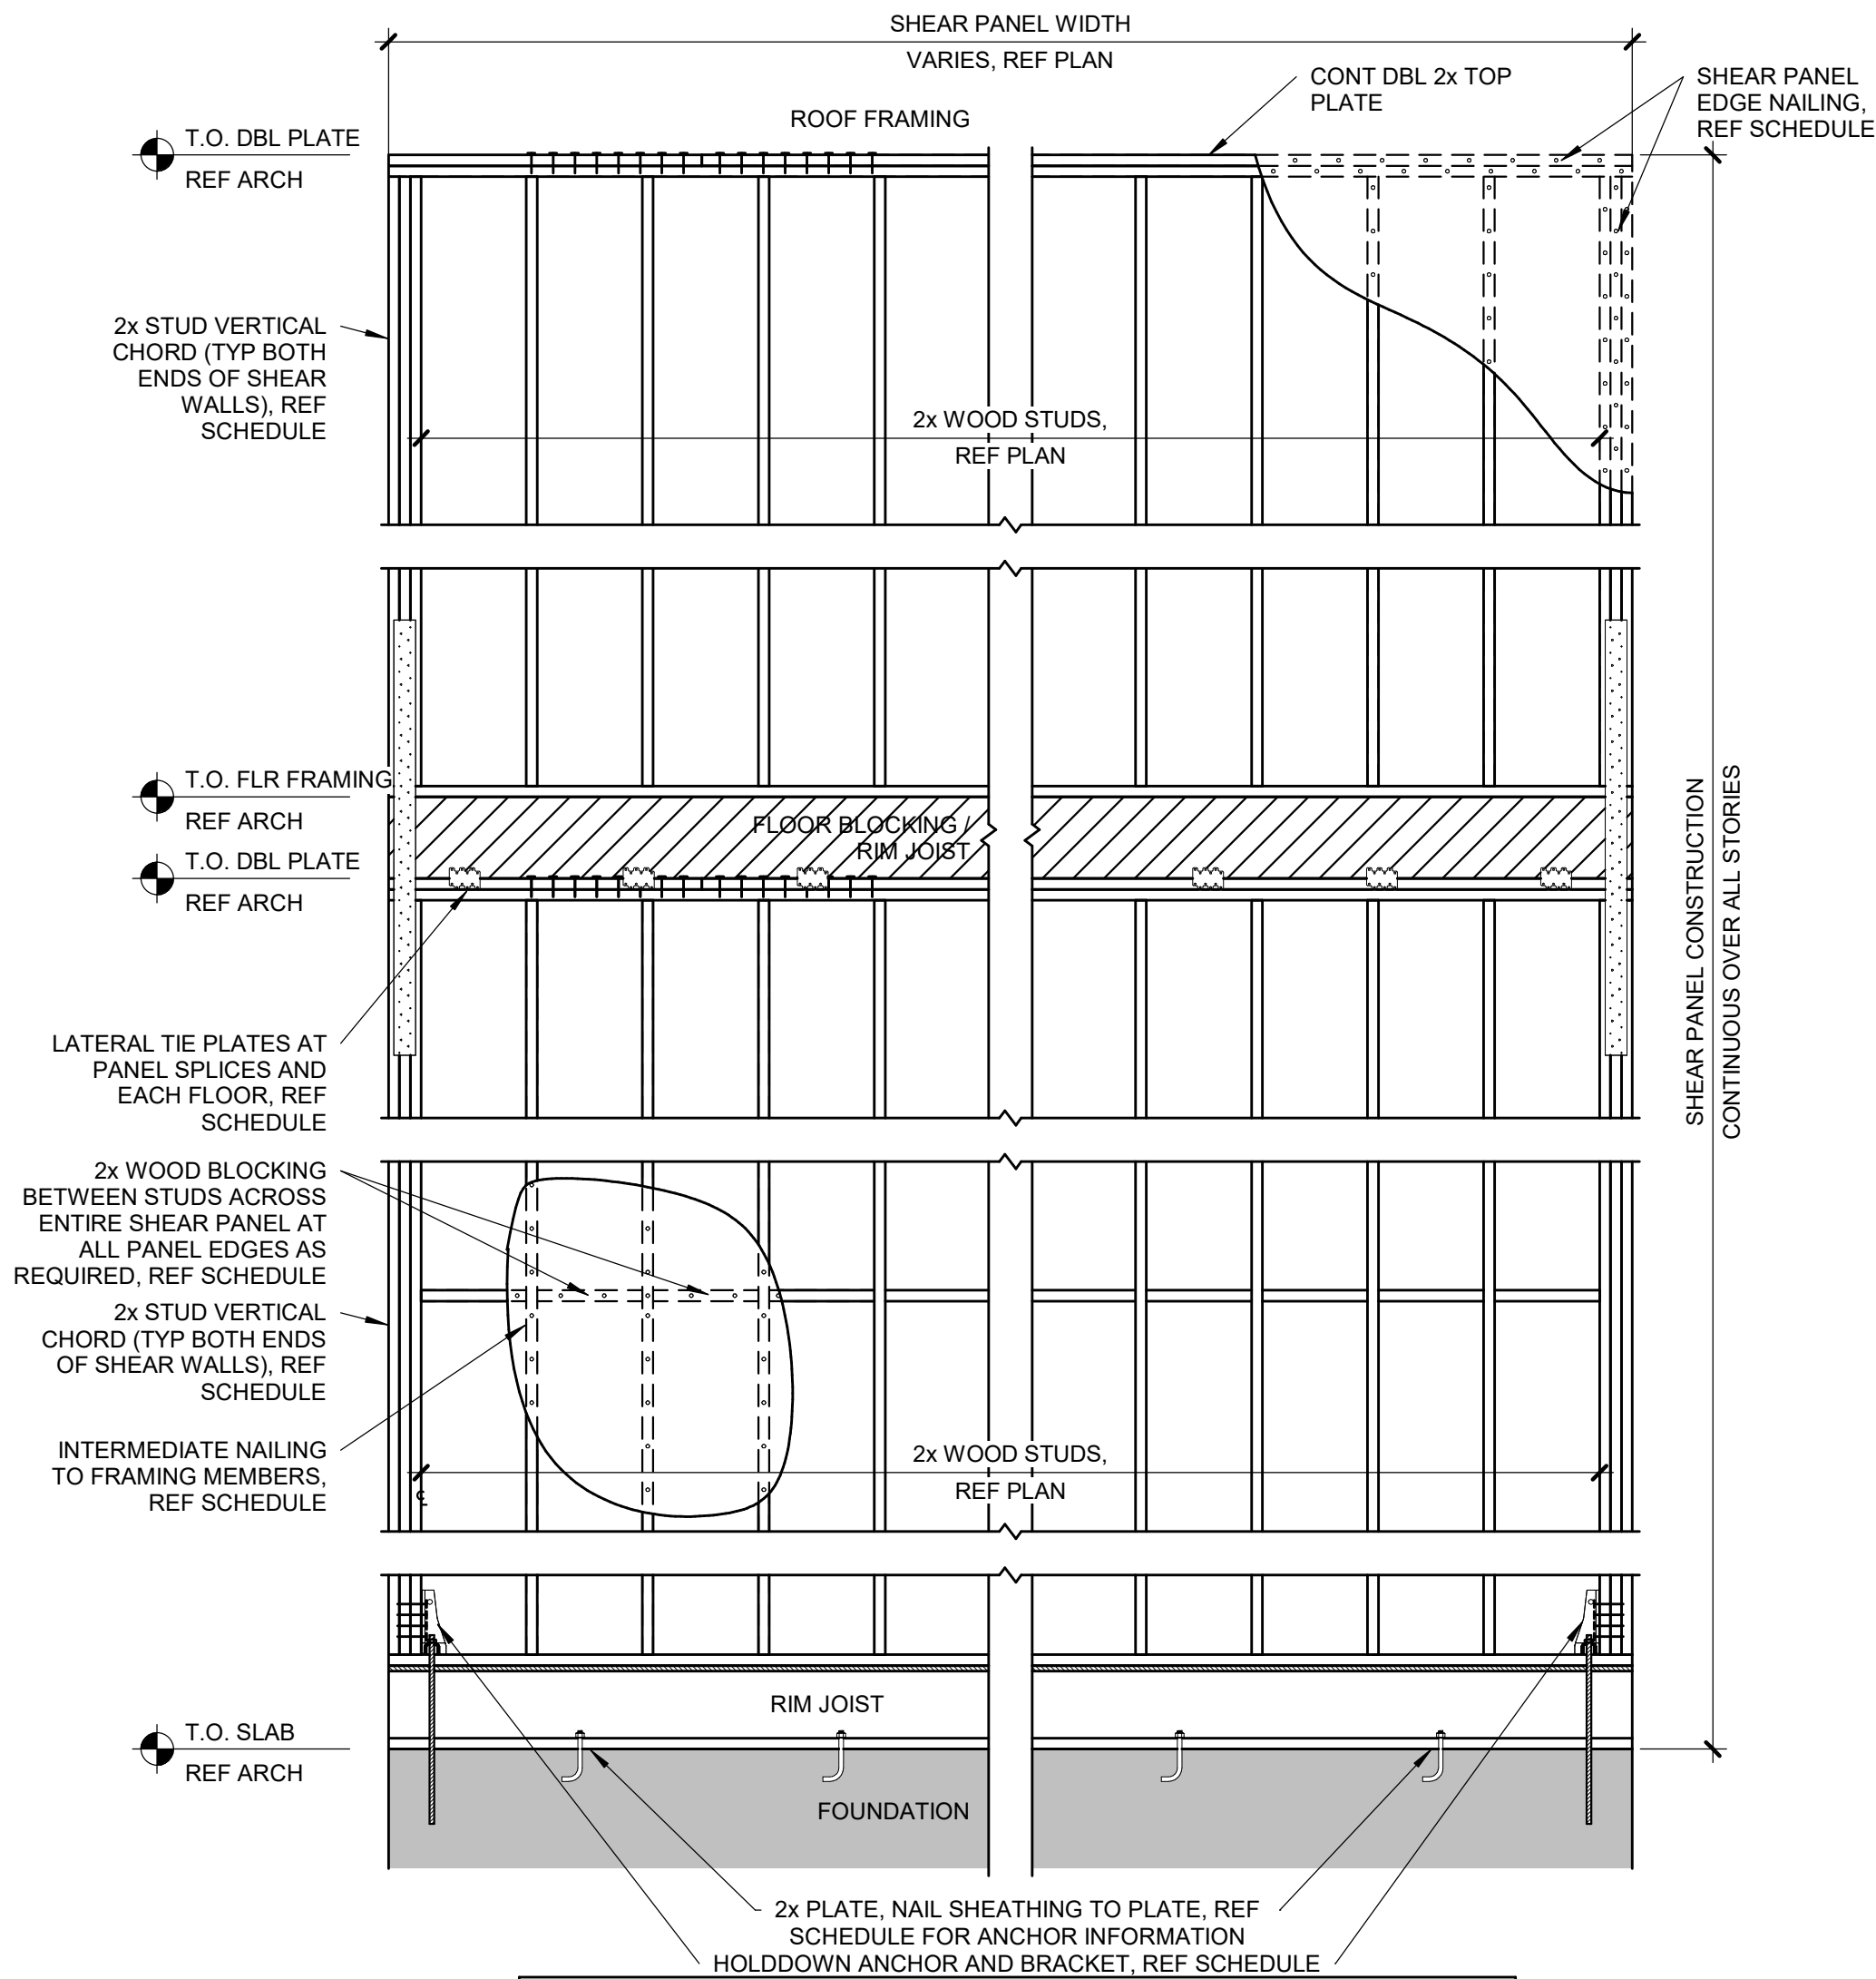 SHEAR PANEL WIDTH
VARIES, REF PLAN
CONT DBL 2x TOP
PLATE
SHEAR PANEL
EDGE NAILING,
REF SCHEDULE
ROOF FRAMING
T.O. DBL PLATE
REF ARCH
2x STUD VERTICAL
CHORD (TYP BOTH
ENDS OF SHEAR
WALLS), REF
SCHEDULE
2x WOOD STUDS,
REF PLAN
T.O. FLR FRAMING
REF ARCH
FLOOR BLOCKING /
RIM JOIST
T.O. DBL PLATE
REF ARCH
SHEAR PANEL CONSTRUCTION
CONTINUOUS OVER ALL STORIES
LATERAL TIE PLATES AT
PANEL SPLICES AND
EACH FLOOR, REF
SCHEDULE
2x WOOD BLOCKING
BETWEEN STUDS ACROSS
ENTIRE SHEAR PANEL AT
ALL PANEL EDGES AS
REQUIRED, REF SCHEDULE
2x STUD VERTICAL
CHORD (TYP BOTH ENDS
OF SHEAR WALLS), REF
SCHEDULE
INTERMEDIATE NAILING
TO FRAMING MEMBERS,
REF SCHEDULE
2x WOOD STUDS,
REF PLAN
℄
RIM JOIST
T.O. SLAB
REF ARCH
FOUNDATION
2x PLATE, NAIL SHEATHING TO PLATE, REF
SCHEDULE FOR ANCHOR INFORMATION
HOLDDOWN ANCHOR AND BRACKET, REF SCHEDULE